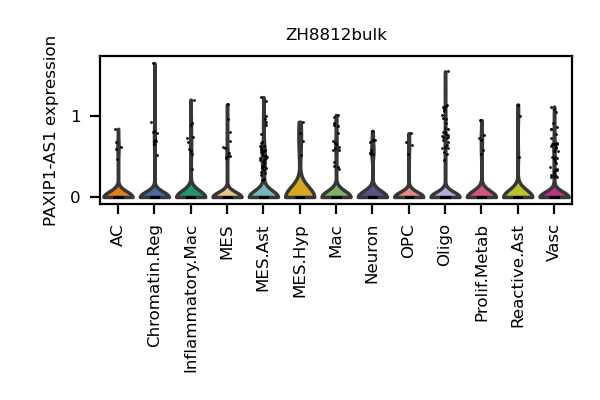 ZH8812bulk
PAXIP1-AS1 expression
1
0
AC
Chromatin.Reg
Inflammatory.Mac
MES
MES.Ast
MES.Hyp
Mac
Neuron
OPC
Oligo
Prolif.Metab
Reactive.Ast
Vasc